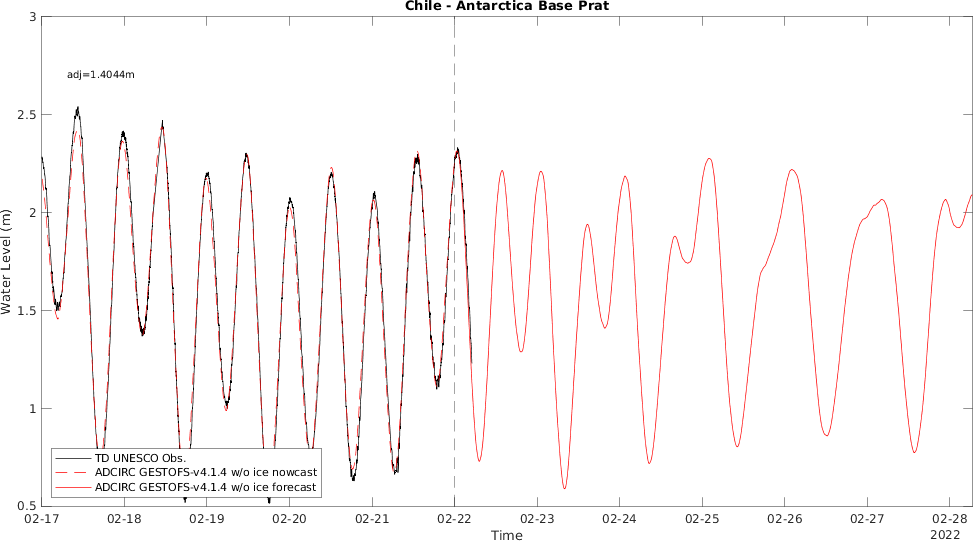 Chile - Antarctica Base Prat
3
adj=1.4044m
2.5
2
Water Level (m)
1.5
1
TD UNESCO Obs.
ADCIRC GESTOFS-v4.1.4 w/o ice nowcast
ADCIRC GESTOFS-v4.1.4 w/o ice forecast
0.5
02-17 02-18 02-19 02-20 02-21 02-22 02-23 02-24 02-25 02-26 02-27 02-28
Time 2022